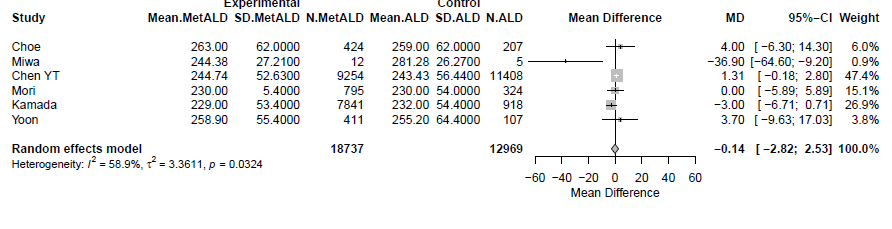 Experimental Control
Study Mean.MetALD SD.MetALD N.MetALD Mean.ALD SD.ALD N.ALD Mean Difference MD 95%−CI Weight
Choe 263.00 62.0000 424 259.00 62.0000 207 4.00 [ −6.30; 14.30] 6.0%
Miwa 244.38 27.2100 12 281.28 26.2700 5 −36.90 [−64.60; −9.20] 0.9%
Chen YT 244.74 52.6300 9254 243.43 56.4400 11408 1.31 [ −0.18; 2.80] 47.4%
Mori 230.00 5.4000 795 230.00 54.0000 324 0.00 [ −5.89; 5.89] 15.1%
Kamada 229.00 53.4000 7841 232.00 54.4000 918 −3.00 [ −6.71; 0.71] 26.9%
Yoon 258.90 55.4000 411 255.20 64.4000 107 3.70 [ −9.63; 17.03] 3.8%
Random effects model 18737 12969 −0.14 [ −2.82; 2.53] 100.0%
Heterogeneity: I² = 58.9%, τ² = 3.3611, p = 0.0324
−60 −40 −20 0 20 40 60
Mean Difference